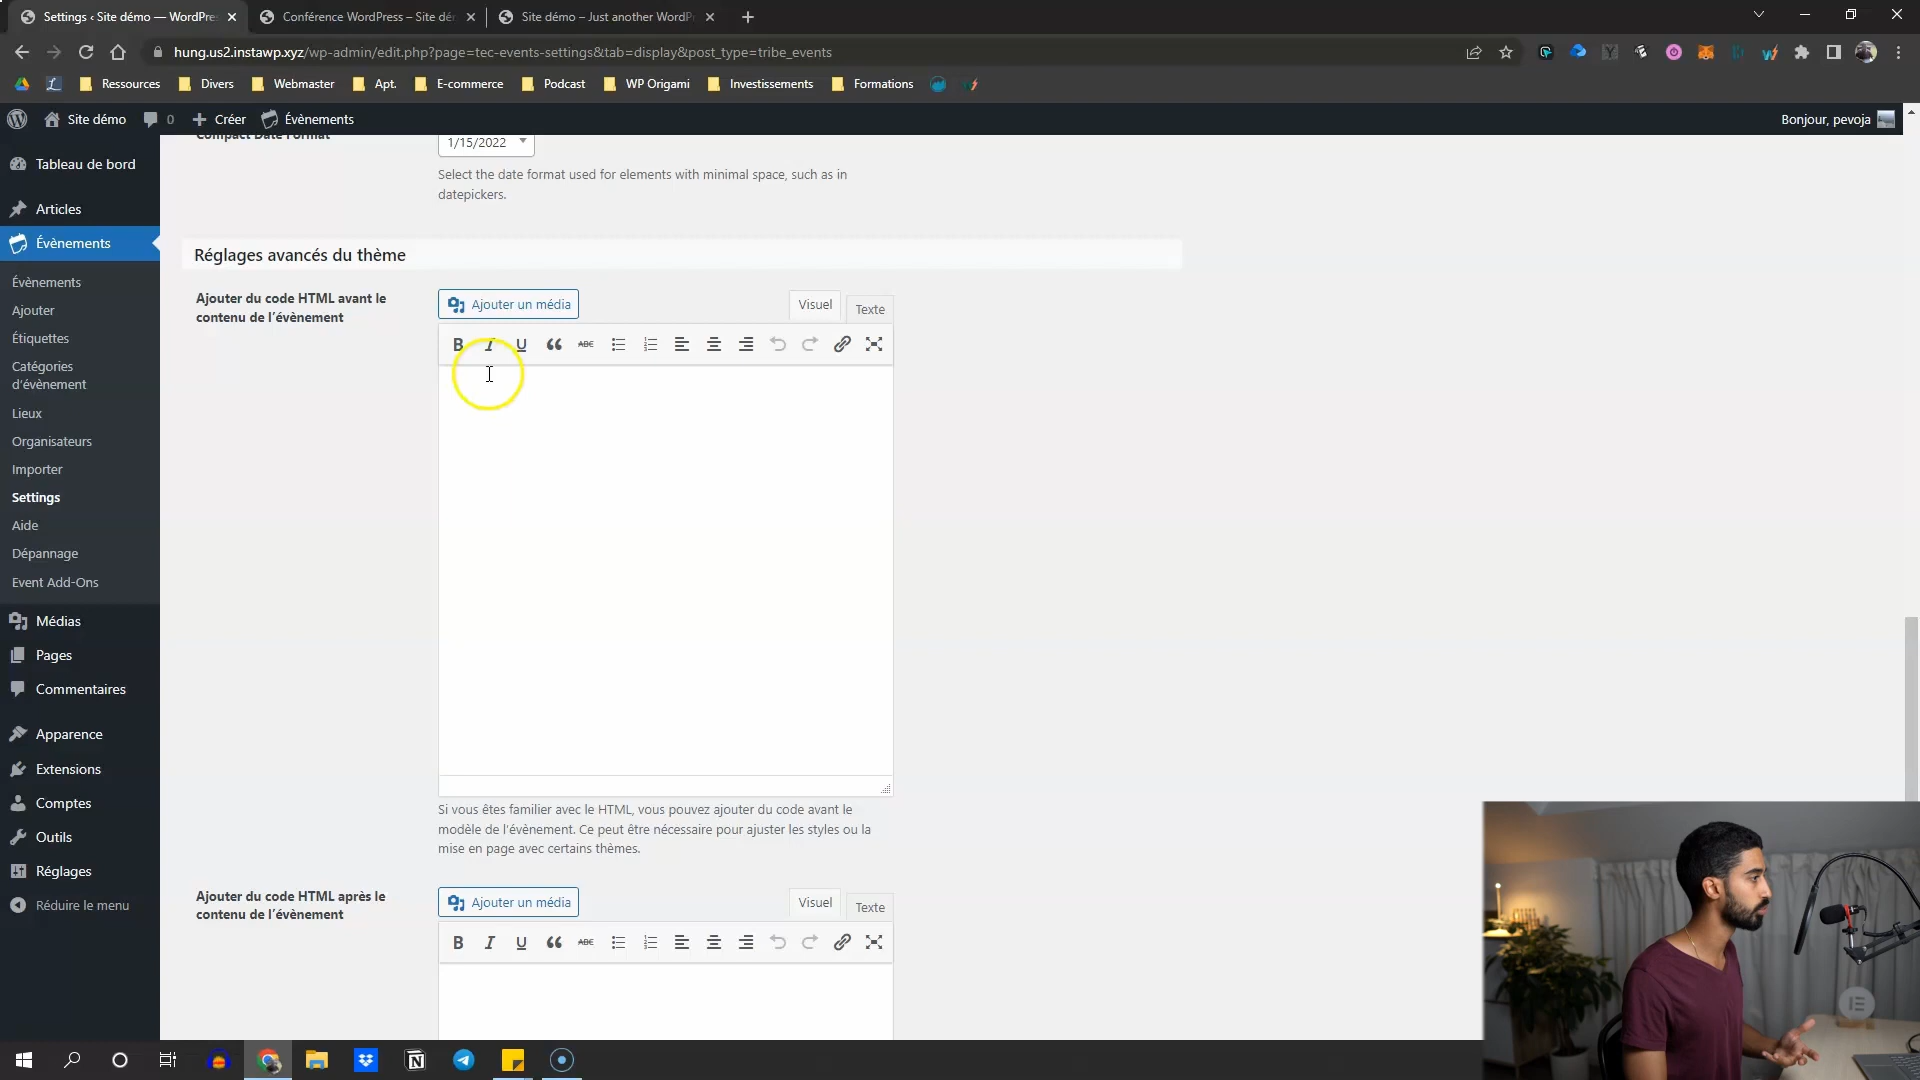 Settings ‹ Site démo — WordPre
Conférence WordPress – Site dé
Site démo – Just another WordP
hung.us2.instawp.xyz/wp-admin/edit.php?page=tec-events-settings&tab=display&post_type=tribe_events
Ressources
Divers
Webmaster
Apt.
E-commerce
Podcast
WP Origami
Investissements
Formations
Site démo
0
Créer
Évènements
Bonjour, pevoja
Tableau de bord
Articles
Évènements
Évènements
Ajouter
Étiquettes
Catégories
d'évènement
Lieux
Organisateurs
Importer
Settings
Aide
Dépannage
Event Add-Ons
Médias
Pages
Commentaires
Apparence
Extensions
Comptes
Outils
Réglages
Réduire le menu
Compact Date Format
1/15/2022
Select the date format used for elements with minimal space, such as in
datepickers.
Réglages avancés du thème
Ajouter du code HTML avant le
contenu de l'évènement
Ajouter un média
Visuel
Texte
B I U ABC
Si vous êtes familier avec le HTML, vous pouvez ajouter du code avant le
modèle de l'évènement. Ce peut être nécessaire pour ajuster les styles ou la
mise en page avec certains thèmes.
Ajouter du code HTML après le
contenu de l'évènement
Ajouter un média
Visuel
Texte
B I U ABC